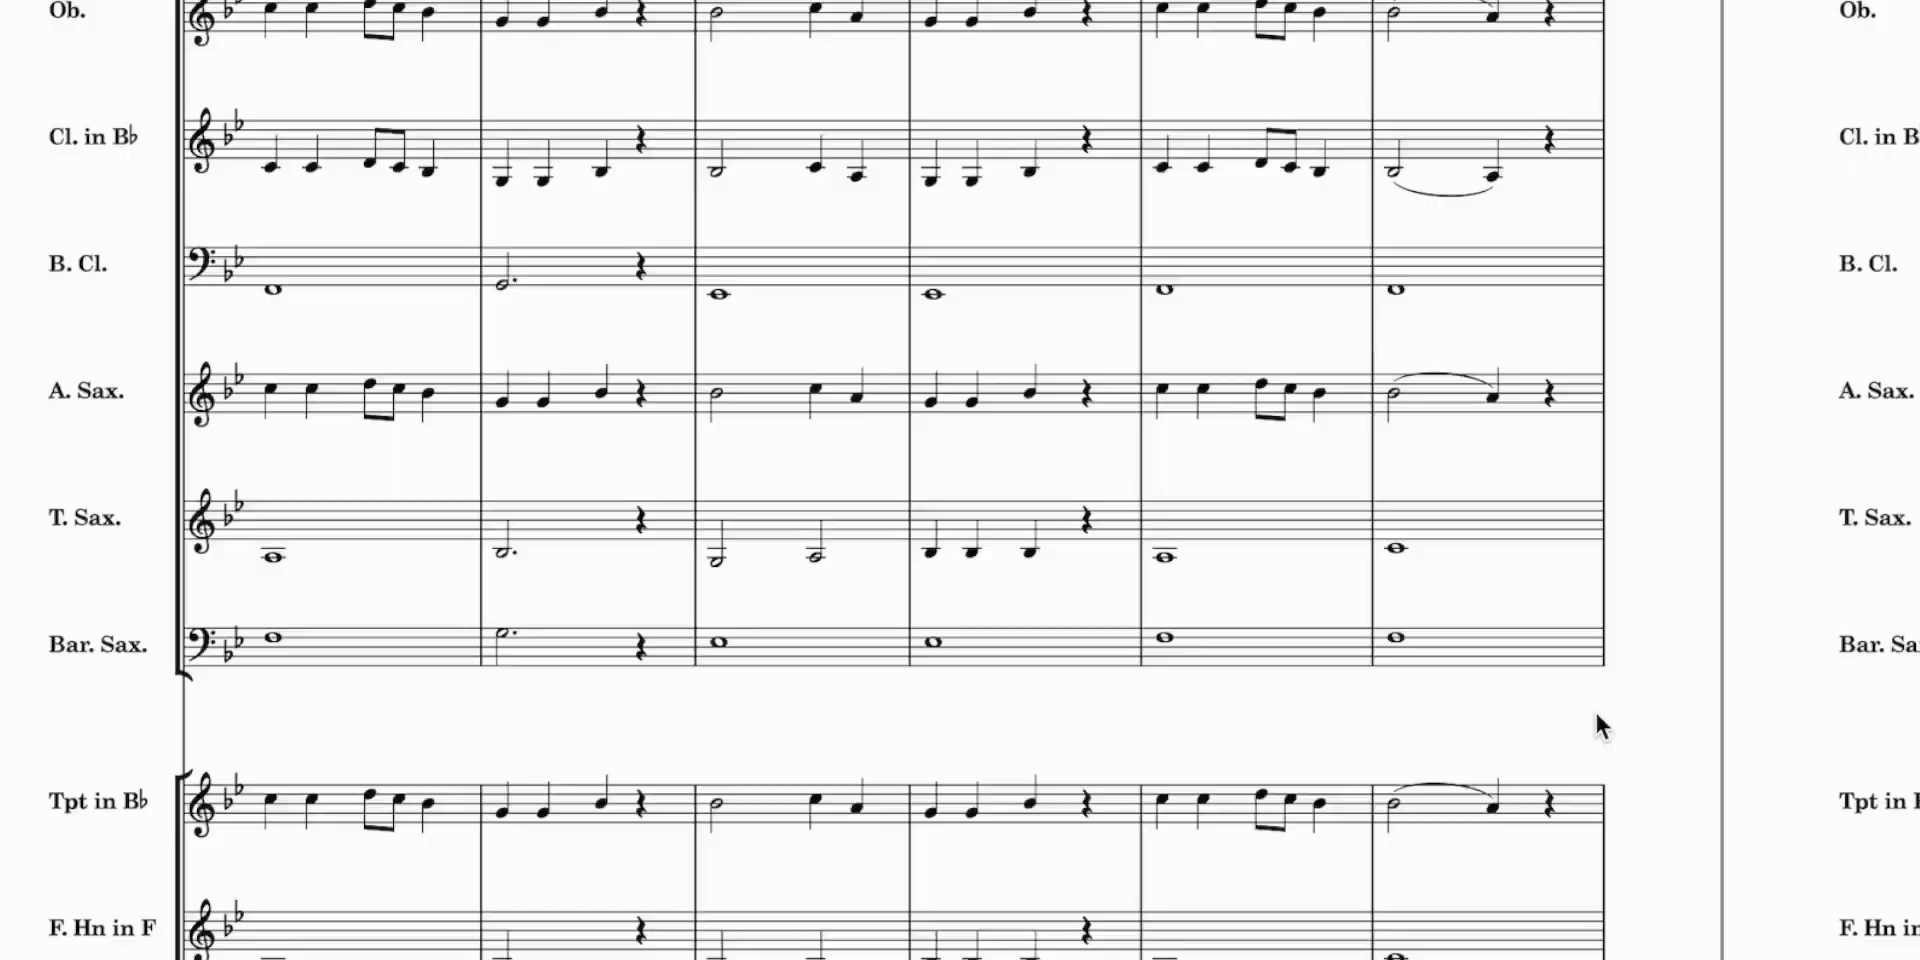 Ob.
Ob.
Cl. in B♭
Cl. in B
B. Cl.
B. Cl.
A. Sax.
A. Sax.
T. Sax.
T. Sax.
Bar. Sax.
Bar. Sa
Tpt in B♭
Tpt in
F. Hn in F
F. Hn in